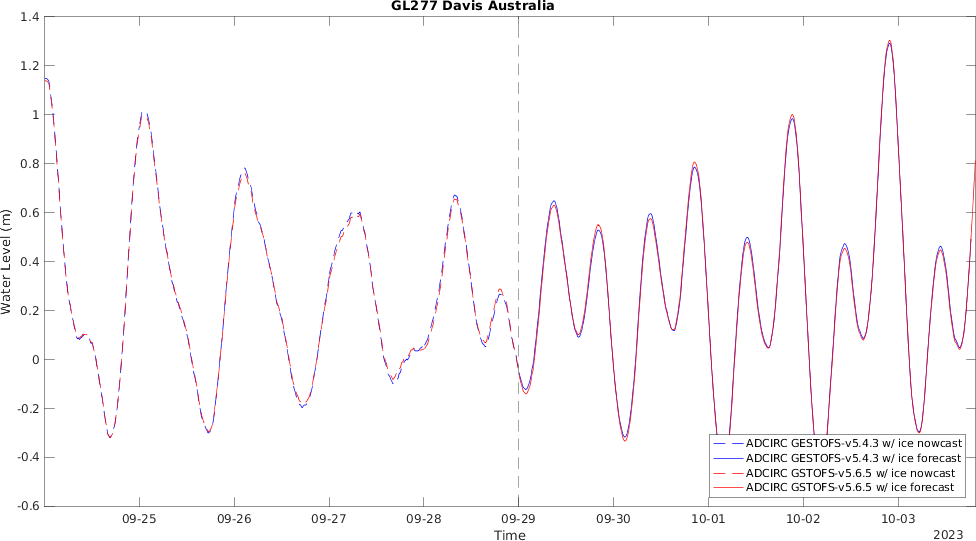 GL277 Davis Australia
1.4
1.2
1
0.8
0.6
0.4
0.2
0
-0.2
-0.4
-0.6
Water Level (m)
ADCIRC GESTOFS-v5.4.3 w/ ice nowcast
ADCIRC GESTOFS-v5.4.3 w/ ice forecast
ADCIRC GSTOFS-v5.6.5 w/ ice nowcast
ADCIRC GSTOFS-v5.6.5 w/ ice forecast
09-25 09-26 09-27 09-28 09-29 09-30 10-01 10-02 10-03
Time
2023